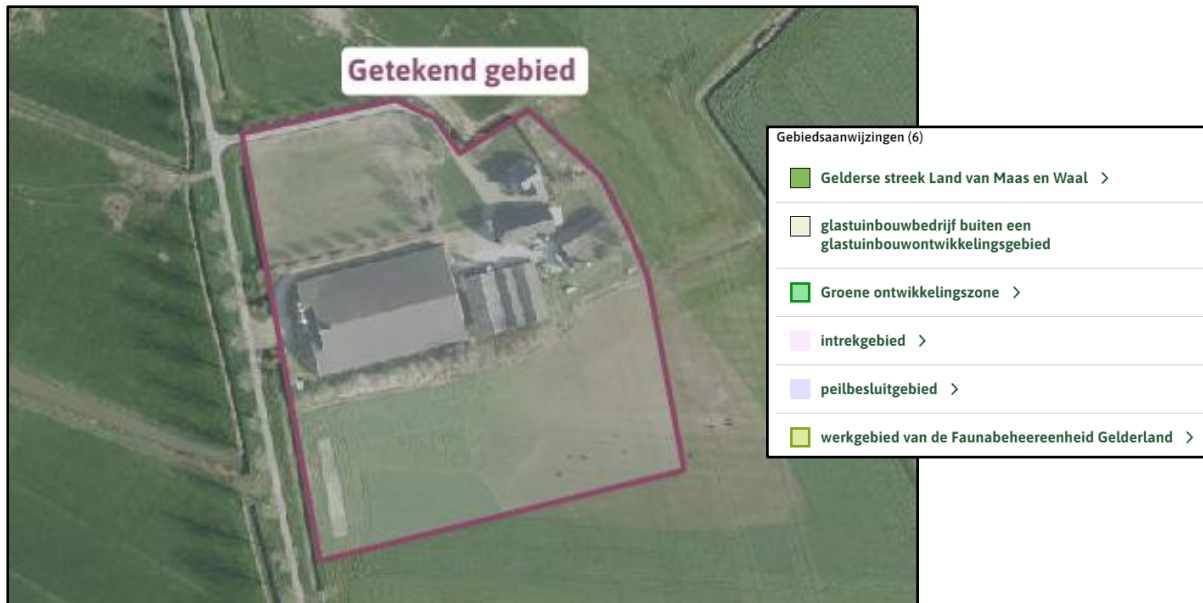 Getekend gebied
Gebiedsaanwijzingen (6)
Gelderse streek Land van Maas en Waal >
glastuinbouwbedrijf buiten een
glastuinbouwontwikkelingsgebied
Groene ontwikkelingszone >
intrekgebied >
peilbesluitgebied >
werkgebied van de Faunabeheereenheid Gelderland >